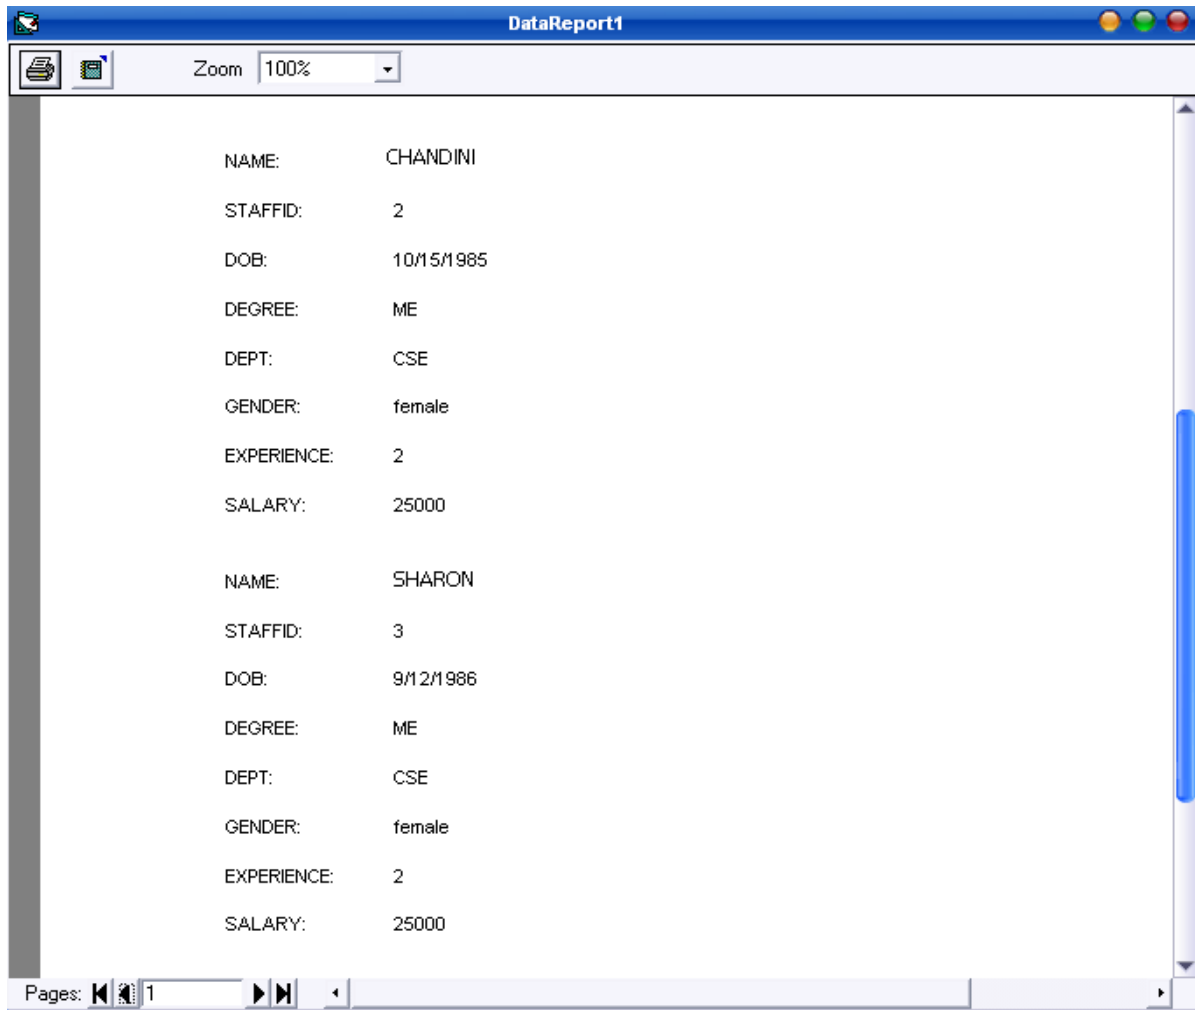 DataReport1
Zoom 100%
NAME: CHANDINI
STAFFID: 2
DOB: 10/15/1985
DEGREE: ME
DEPT: CSE
GENDER: female
EXPERIENCE: 2
SALARY: 25000
NAME: SHARON
STAFFID: 3
DOB: 9/12/1986
DEGREE: ME
DEPT: CSE
GENDER: female
EXPERIENCE: 2
SALARY: 25000
Pages: 1